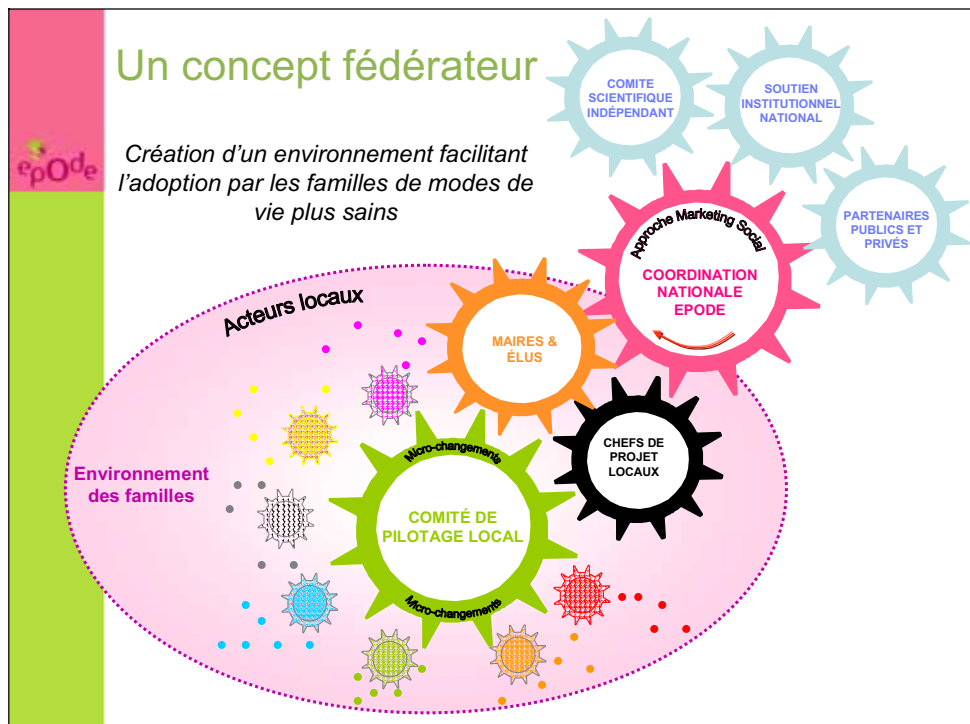 Un concept fédérateur
epode
Création d'un environnement facilitant
l'adoption par les familles de modes de
vie plus sains
COMITE
SCIENTIFIQUE
INDÉPENDANT
SOUTIEN
INSTITUTIONNEL
NATIONAL
PARTENAIRES
PUBLICS ET
PRIVÉS
Approche Marketing Social
COORDINATION
NATIONALE
EPODE
Acteurs locaux
MAIRES &
ÉLUS
CHEFS DE
PROJET
LOCAUX
Environnement
des familles
Micro-changements
COMITÉ DE
PILOTAGE LOCAL
Micro-changements